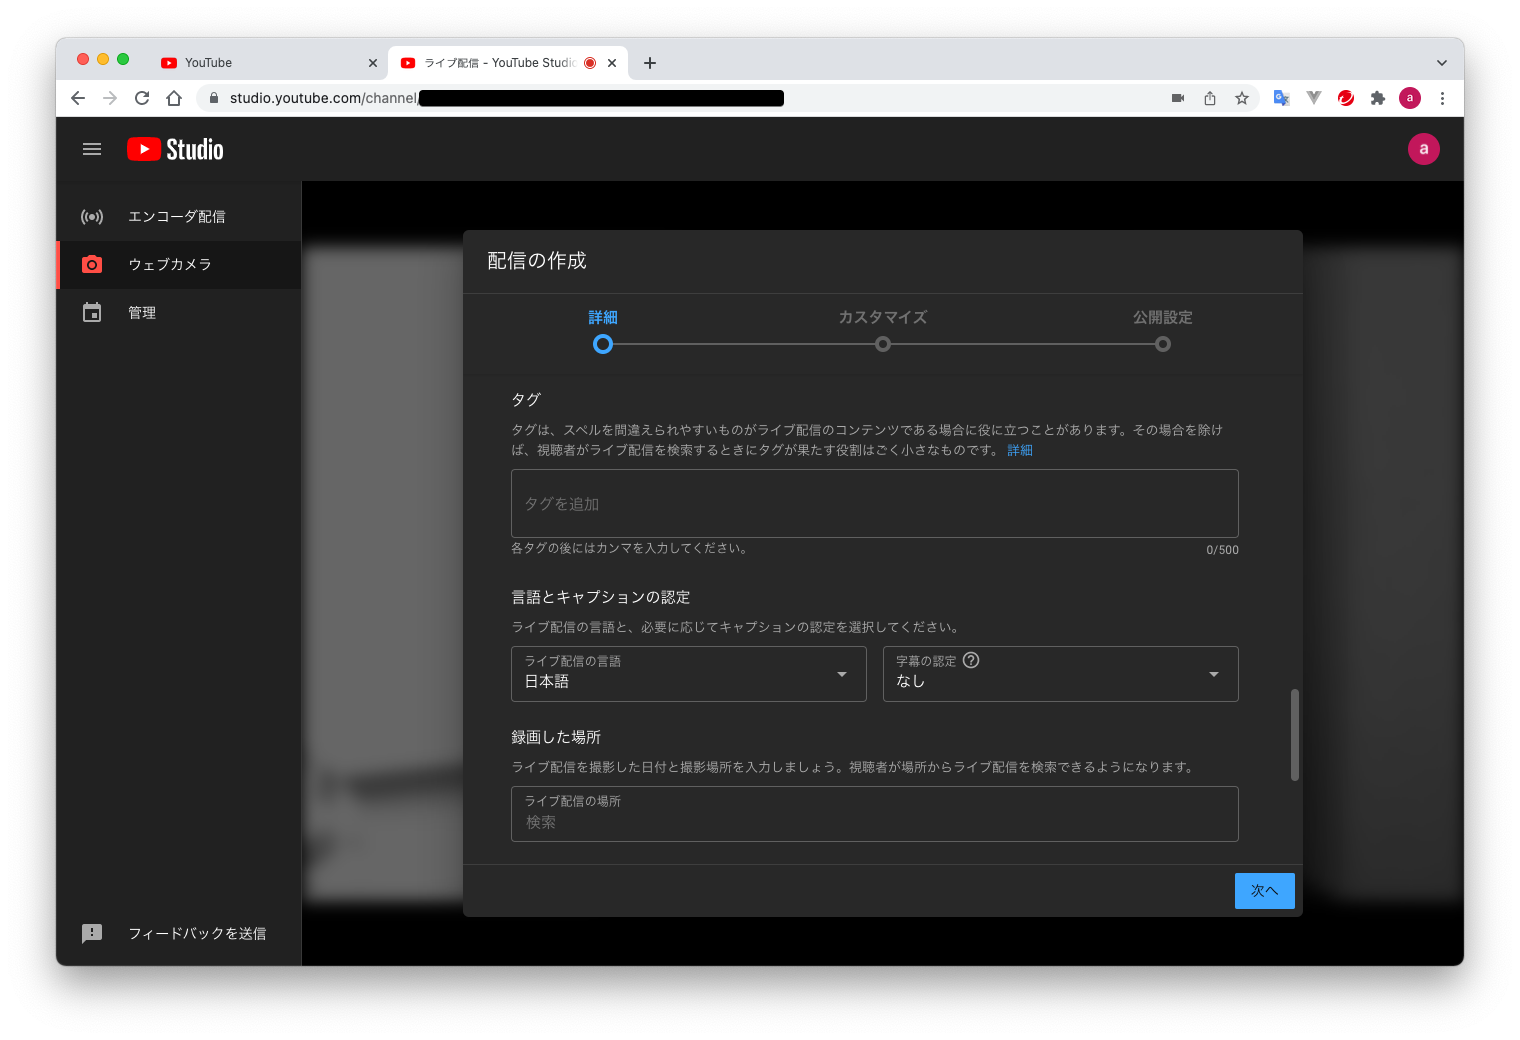 YouTube
ライブ配信 - YouTube Studio
studio.youtube.com/channel/
a
Studio
a
エンコーダ配信
ウェブカメラ
管理
フィードバックを送信
配信の作成
詳細
カスタマイズ
公開設定
タグ
タグは、スペルを間違えられやすいものがライブ配信のコンテンツである場合に役に立つことがあります。その場合を除け
ば、視聴者がライブ配信を検索するときにタグが果たす役割はごく小さなものです。 詳細
タグを追加
各タグの後にはカンマを入力してください。
0/500
言語とキャプションの認定
ライブ配信の言語と、必要に応じてキャプションの認定を選択してください。
ライブ配信の言語
日本語
字幕の認定
なし
録画した場所
ライブ配信を撮影した日付と撮影場所を入力しましょう。視聴者が場所からライブ配信を検索できるようになります。
ライブ配信の場所
検索
次へ